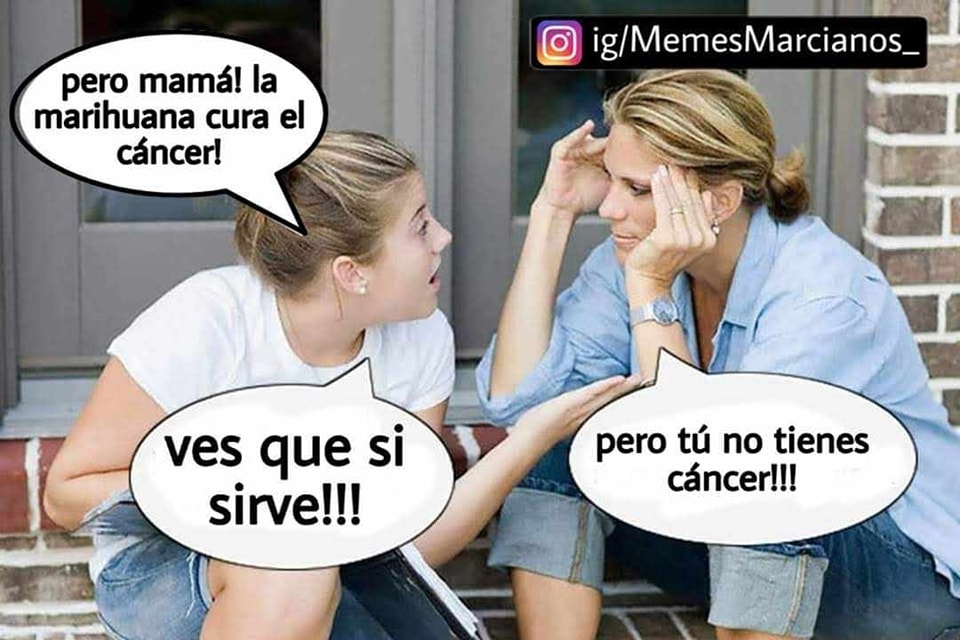 ig/MemesMarcianos_
pero mamá! la
marihuana cura el
cáncer!
pero tú no tienes
cáncer!!!
ves que si
sirve!!!